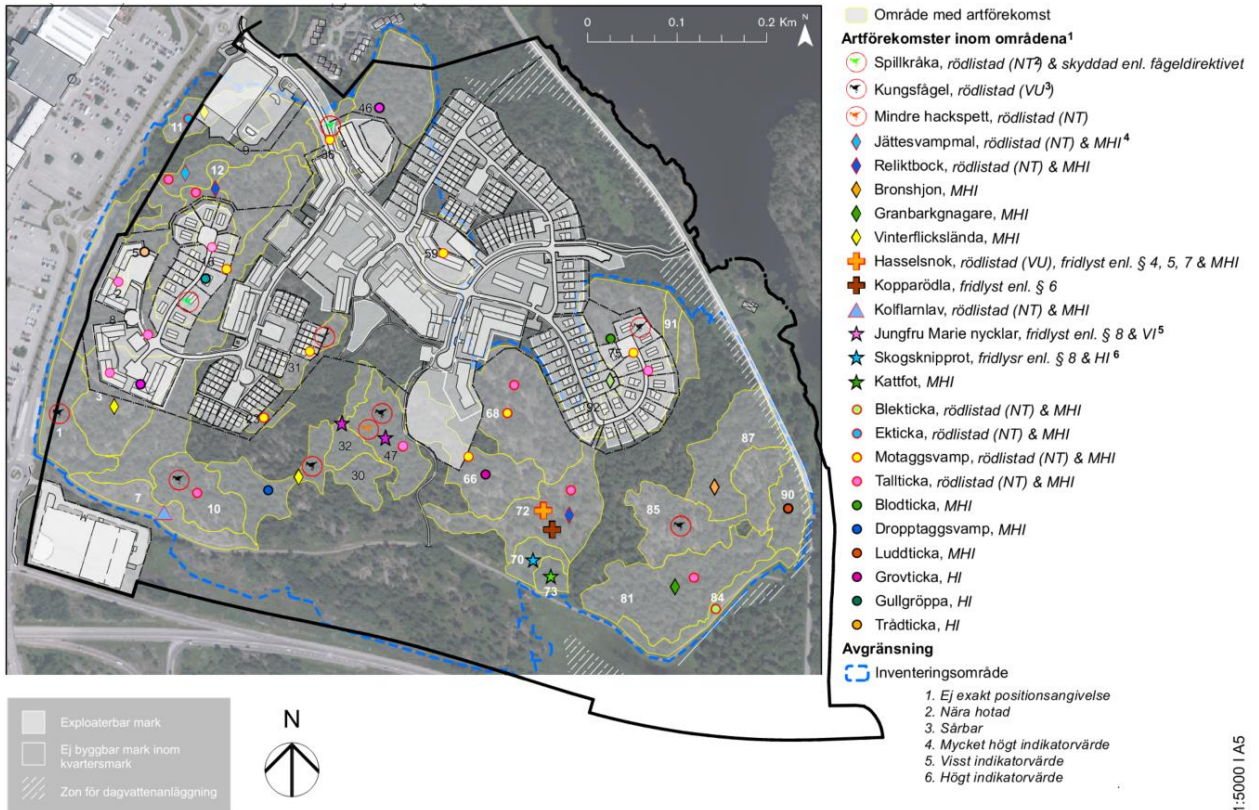 0 0.1 0.2 Km N
46
11
9
36
12
59
5
16
2
8
91
75
31
92
3
1
23
68
32
47
87
66
30
7
10
72
85
90
70
73
81
84
Område med artförekomst
Artförekomster inom områdena¹
Spillkråka, rödlistad (NT²) & skyddad enl. fågeldirektivet
Kungsfågel, rödlistad (VU³)
Mindre hackspett, rödlistad (NT)
Jättesvampmal, rödlistad (NT) & MHI⁴
Reliktbock, rödlistad (NT) & MHI
Bronshjon, MHI
Granbarkgnagare, MHI
Vinterflickslända, MHI
Hasselsnok, rödlistad (VU), fridlyst enl. § 4, 5, 7 & MHI
Kopparödla, fridlyst enl. § 6
Kolflarnlav, rödlistad (NT) & MHI
Jungfru Marie nycklar, fridlyst enl. § 8 & VI⁵
Skogsknipprot, fridlysr enl. § 8 & HI⁶
Kattfot, MHI
Blekticka, rödlistad (NT) & MHI
Ekticka, rödlistad (NT) & MHI
Motaggsvamp, rödlistad (NT) & MHI
Tallticka, rödlistad (NT) & MHI
Blodticka, MHI
Dropptaggsvamp, MHI
Luddticka, MHI
Grovticka, HI
Gullgröppa, HI
Trådticka, HI
Avgränsning
Inventeringsområde
1. Ej exakt positionsangivelse
2. Nära hotad
3. Sårbar
4. Mycket högt indikatorvärde
5. Visst indikatorvärde
6. Högt indikatorvärde
Exploaterbar mark
Ej byggbar mark inom
kvartersmark
Zon för dagvattenanläggning
N
1:5000 I A5